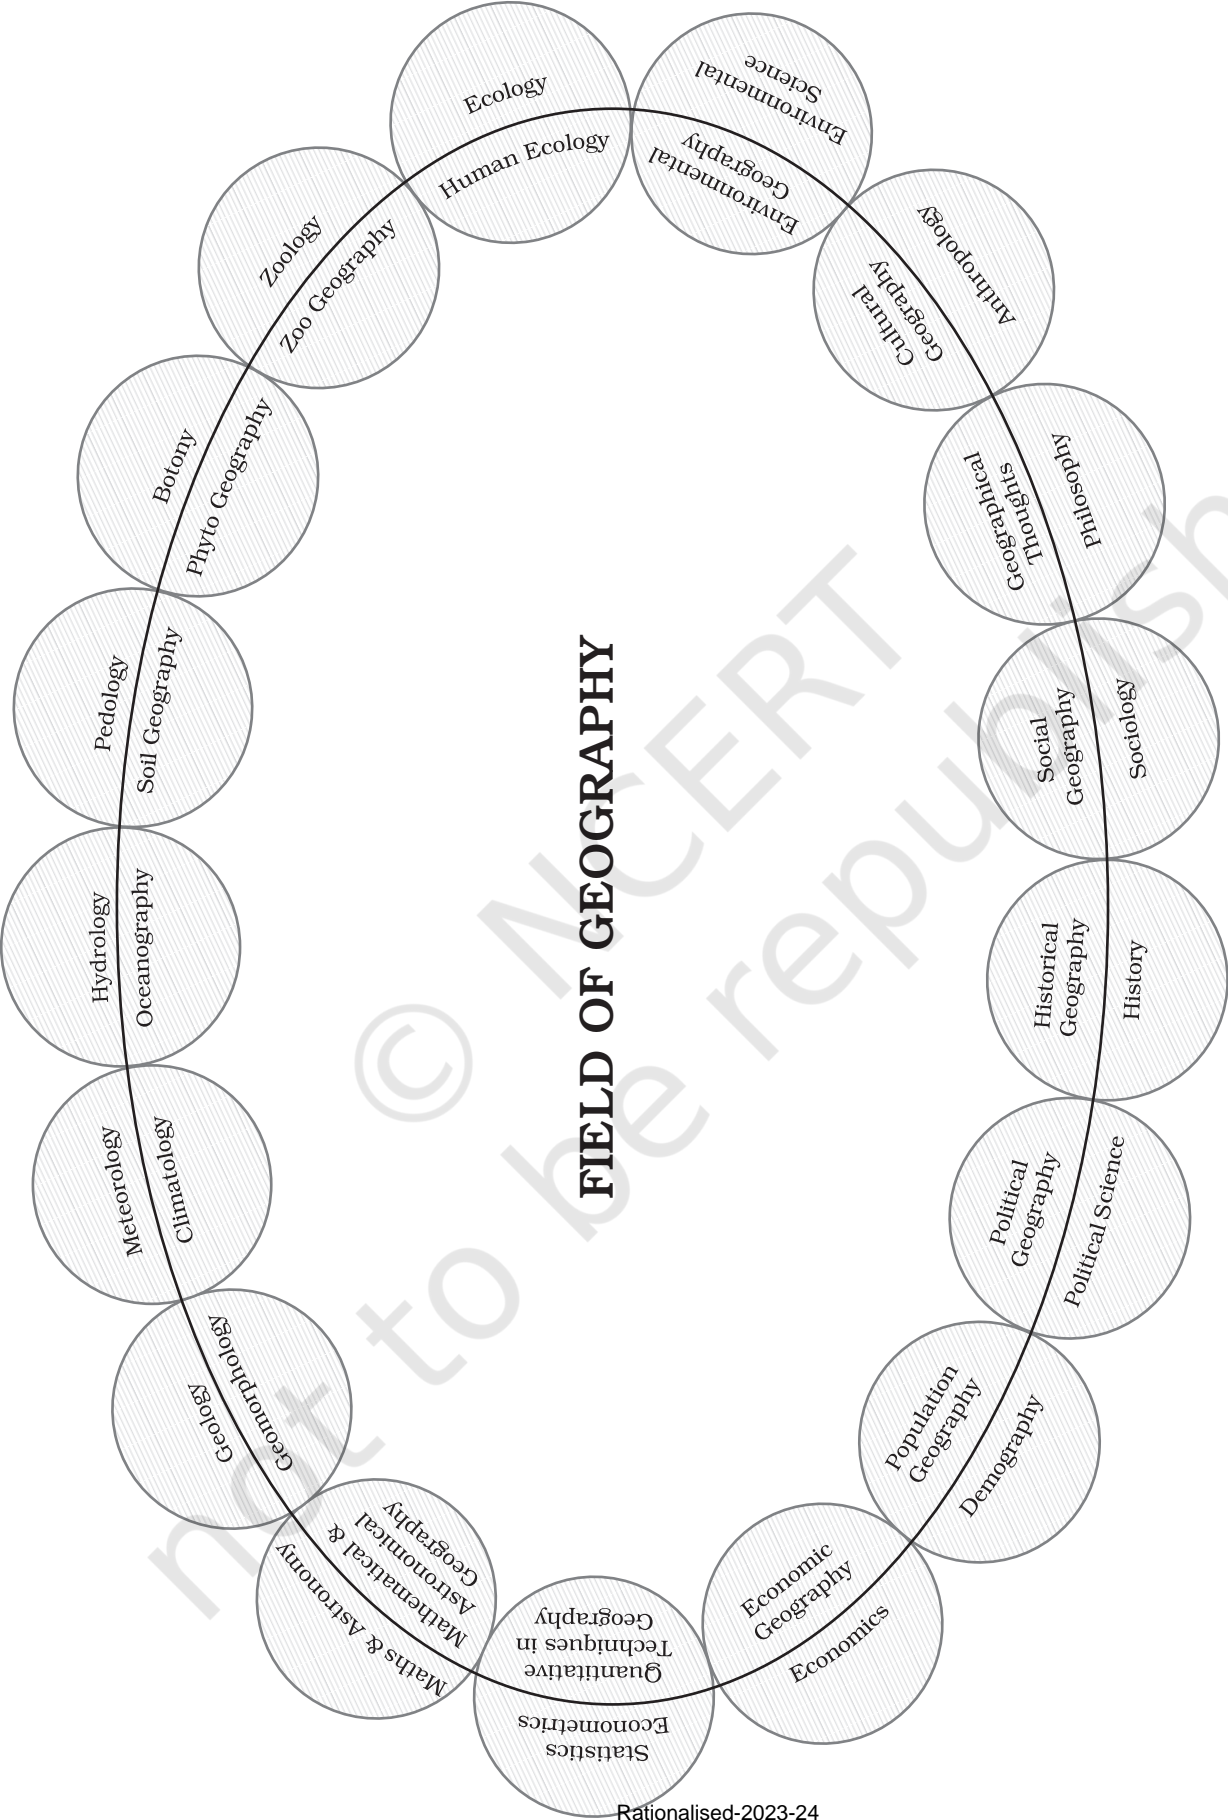 Ecology
Human Ecology
Environmental
Science
Environmental
Geography
Anthropology
Cultural
Geography
Philosophy
Geographical
Thoughts
Sociology
Social
Geography
History
Historical
Geography
Political Science
Political
Geography
Demography
Population
Geography
Economics
Economic
Geography
Statistics
Econometrics
Quantitative
Techniques in
Geography
Maths & Astronomy
Mathematical &
Astronomical
Geography
Geology
Geomorphology
Meteorology
Climatology
Hydrology
Oceanography
Pedology
Soil Geography
Botony
Phyto Geography
Zoology
Zoo Geography
FIELD OF GEOGRAPHY
© NCERT
not to be republish
Rationalised-2023-24